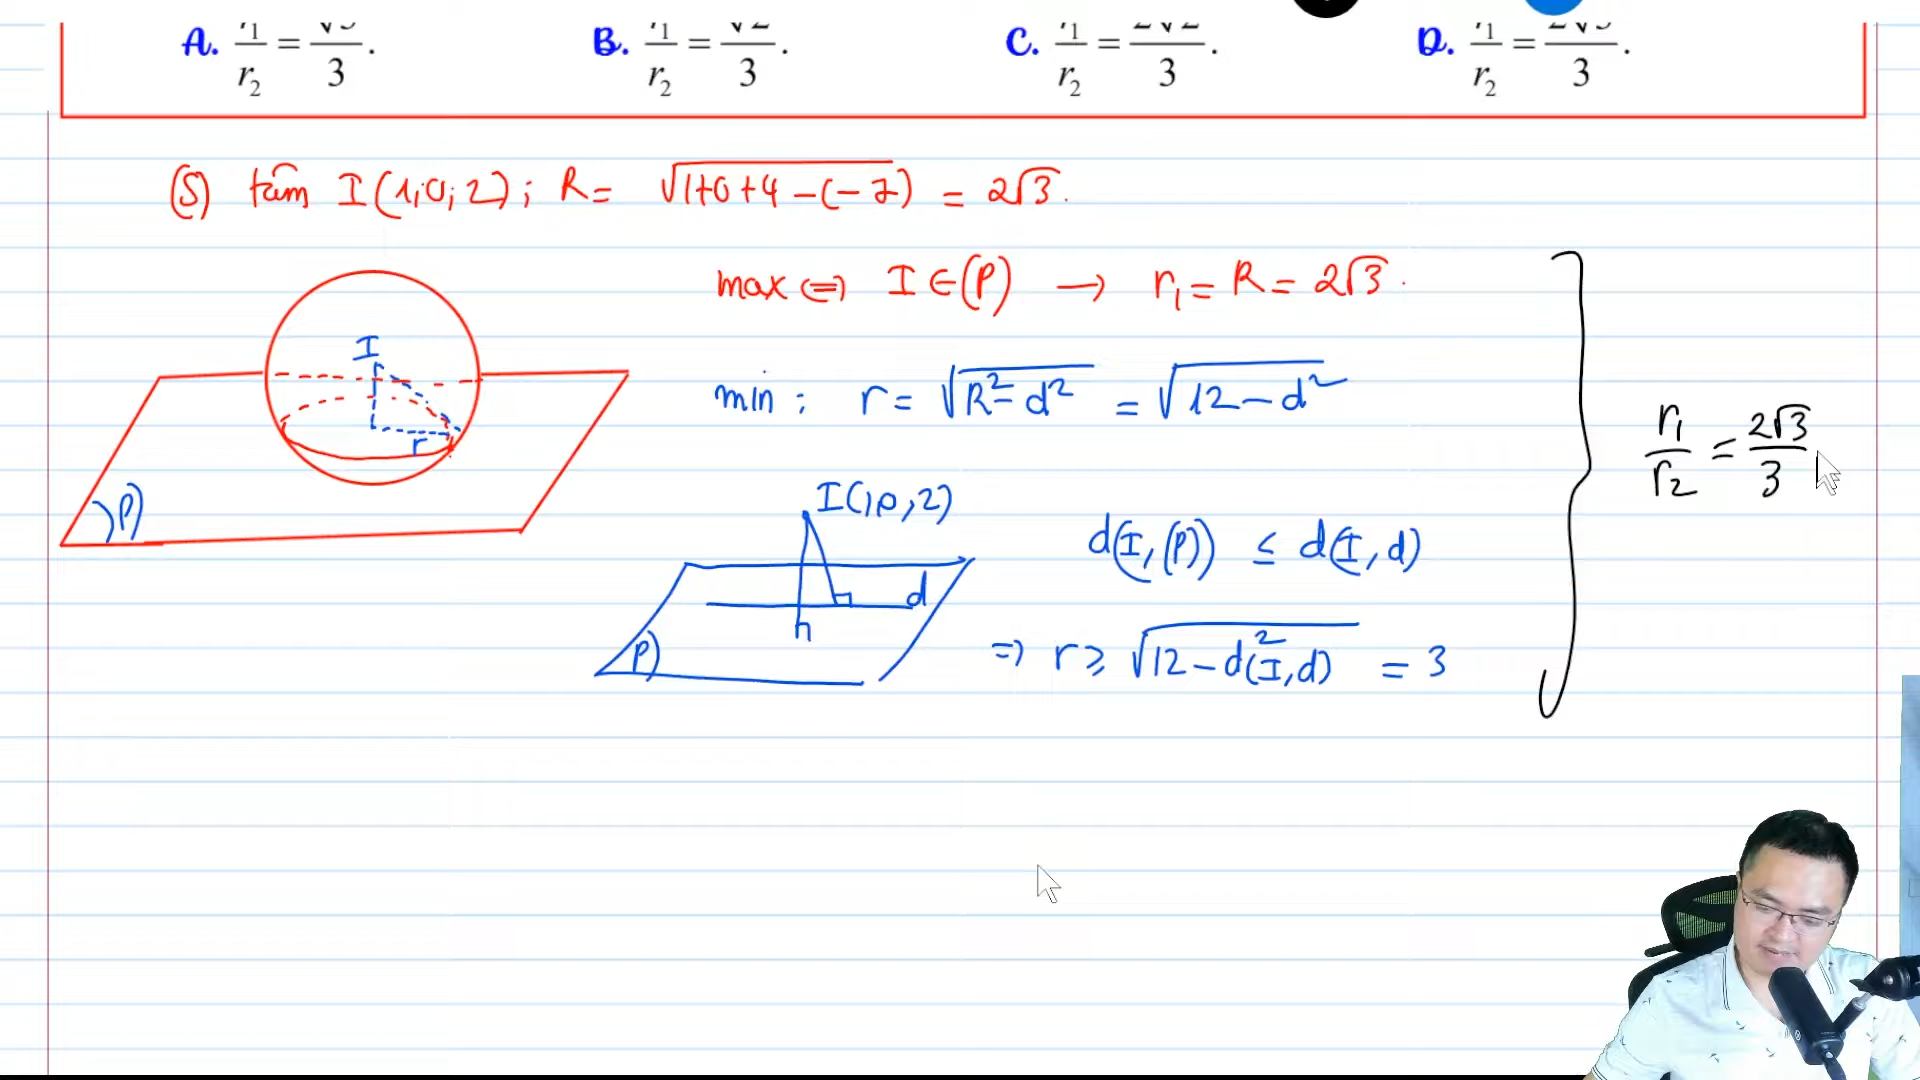 A. r₁/r₂ = √3/3. B. r₁/r₂ = √2/3. C. r₁/r₂ = 2√2/3. D. r₁/r₂ = 2√3/3.
(S) tâm I(1;0;2); R = √(1+0+4-(-7)) = 2√3.
max ⇔ I ∈ (P) → r₁ = R = 2√3.
min : r = √(R²-d²) = √(12-d²)
I
r
(P)
I(1,0,2)
d
h
(P)
d(I,(P)) ≤ d(I,d)
⇒ r ≥ √(12-d²(I,d)) = 3
r₁/r₂ = 2√3/3